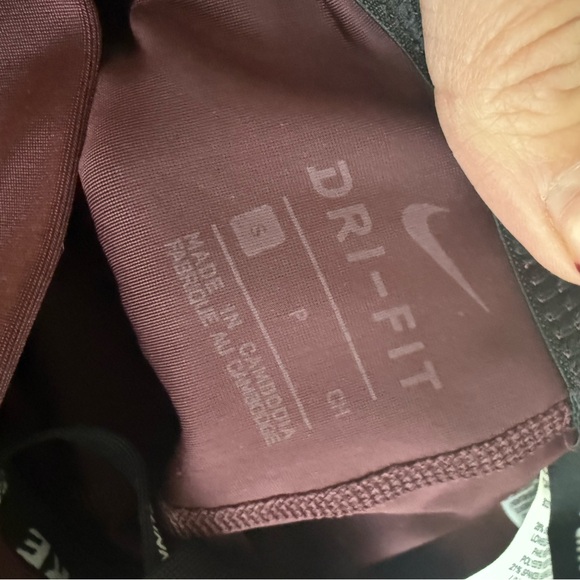 DRI-FIT
S P CH
MADE IN CAMBODIA
FABRIQUÉ AU CAMBODGE